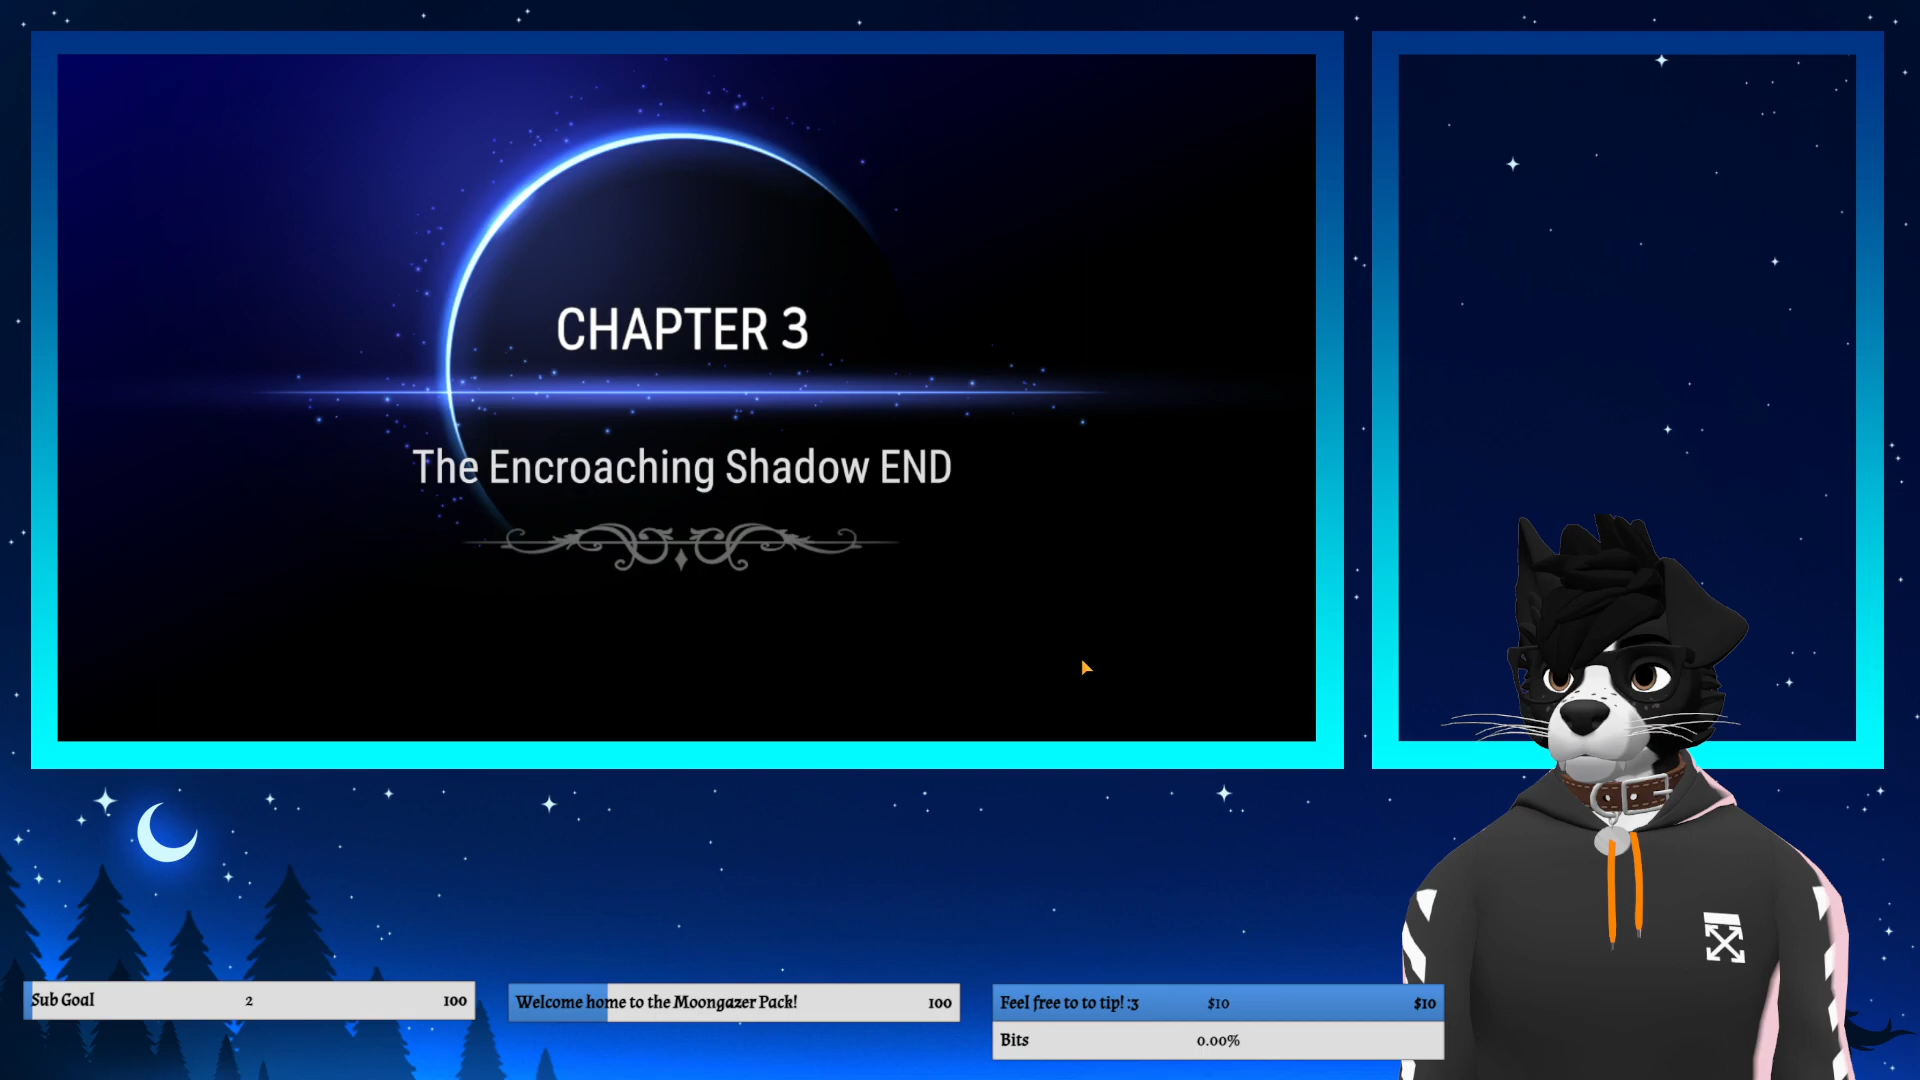 CHAPTER 3
The Encroaching Shadow END
Sub Goal 2 100
Welcome home to the Moongazer Pack! 100
Feel free to to tip! :3 $10 $10
Bits 0.00%